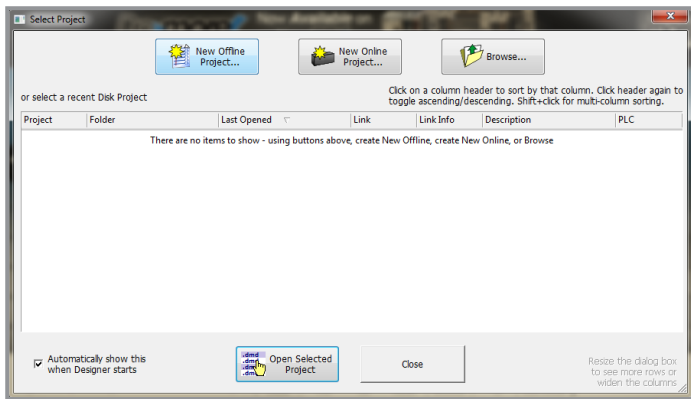 Select Project
New Offline
Project...
New Online
Project...
Browse...
or select a recent Disk Project
Click on a column header to sort by that column. Click header again to
toggle ascending/descending. Shift+click for multi-column sorting.
Project Folder Last Opened Link Link Info Description PLC
There are no items to show - using buttons above, create New Offline, create New Online, or Browse
Automatically show this
when Designer starts
.dmd
.dmd
.dmd
.dmd
Open Selected
Project
Close
Resize the dialog box
to see more rows or
widen the columns